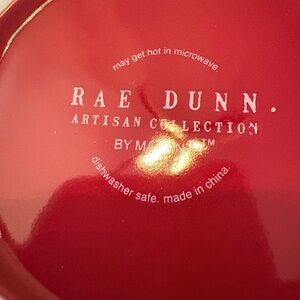 may get hot in microwave.
RAE DUNN.
ARTISAN COLLECTION
BY
dishwasher safe. made in china.